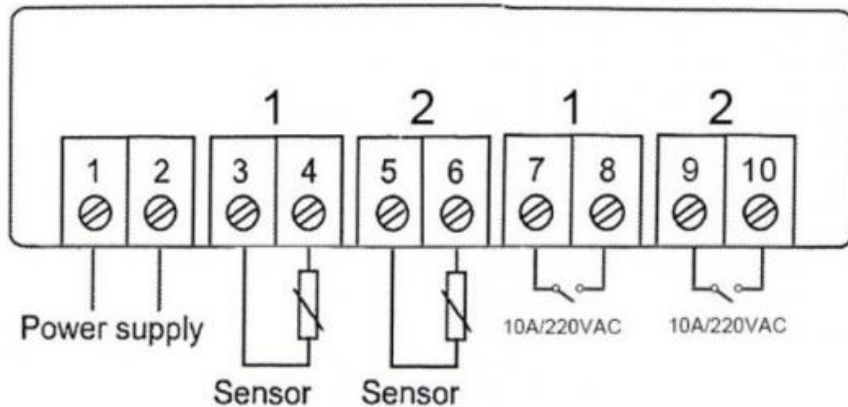 1 2 1 2
1 2 3 4 5 6 7 8 9 10
Power supply
10A/220VAC 10A/220VAC
Sensor Sensor